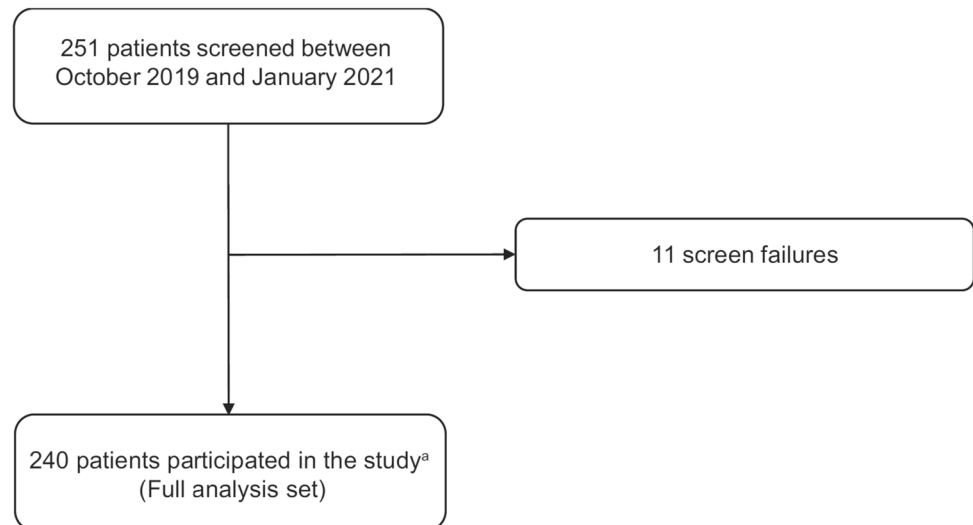 251 patients screened between
October 2019 and January 2021
11 screen failures
240 patients participated in the studyᵃ
(Full analysis set)